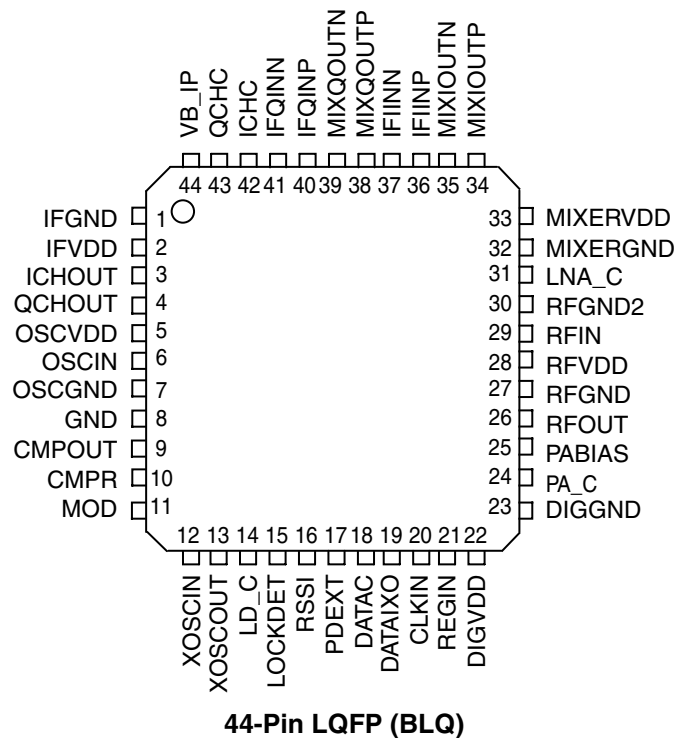 VB_IP
QCHC
ICHC
IFQINN
IFQINP
MIXQOUTN
MIXQOUTP
IFIINN
IFIINP
MIXIOUTN
MIXIOUTP
44 43 42 41 40 39 38 37 36 35 34
IFGND 1
IFVDD 2
ICHOUT 3
QCHOUT 4
OSCVDD 5
OSCIN 6
OSCGND 7
GND 8
CMPOUT 9
CMPR 10
MOD 11
33 MIXERVDD
32 MIXERGND
31 LNA_C
30 RFGND2
29 RFIN
28 RFVDD
27 RFGND
26 RFOUT
25 PABIAS
24 PA_C
23 DIGGND
12 13 14 15 16 17 18 19 20 21 22
XOSCIN
XOSCOUT
LD_C
LOCKDET
RSSI
PDEXT
DATAC
DATAIXO
CLKIN
REGIN
DIGVDD
44-Pin LQFP (BLQ)